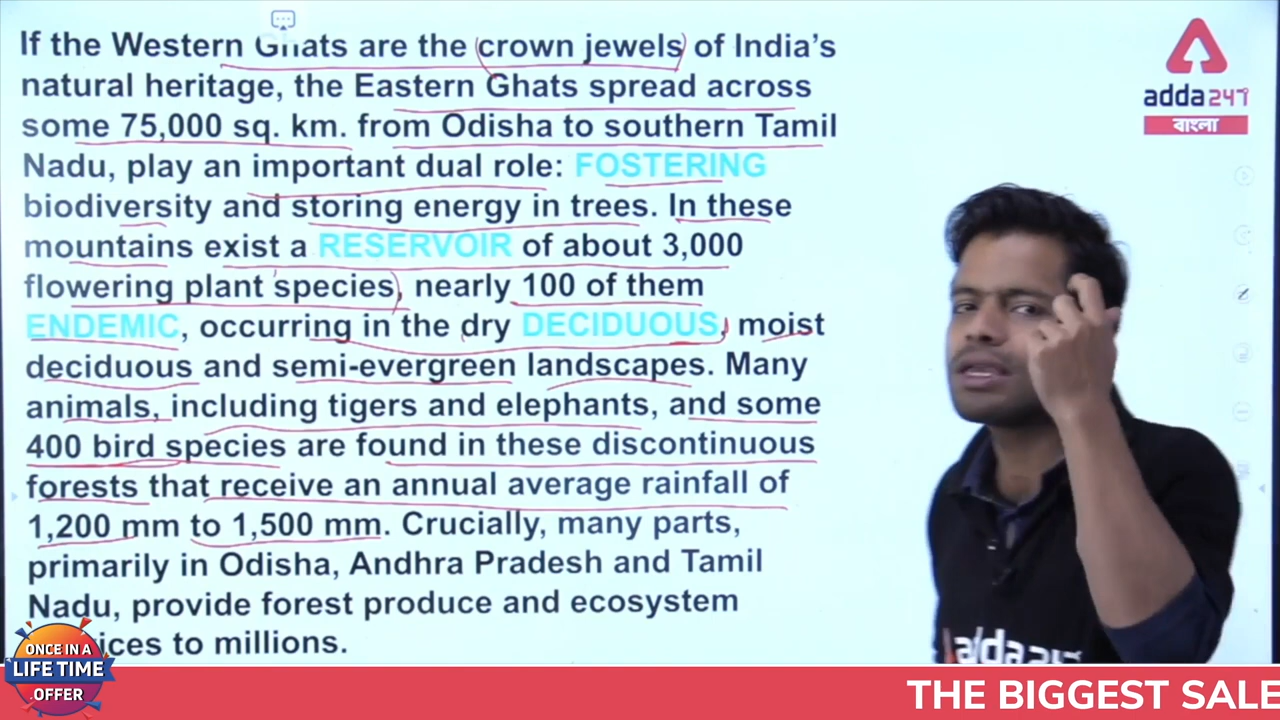 If the Western Ghats are the crown jewels of India's
natural heritage, the Eastern Ghats spread across
some 75,000 sq. km. from Odisha to southern Tamil
Nadu, play an important dual role: FOSTERING
biodiversity and storing energy in trees. In these
mountains exist a RESERVOIR of about 3,000
flowering plant species, nearly 100 of them
ENDEMIC, occurring in the dry DECIDUOUS, moist
deciduous and semi-evergreen landscapes. Many
animals, including tigers and elephants, and some
400 bird species are found in these discontinuous
forests that receive an annual average rainfall of
1,200 mm to 1,500 mm. Crucially, many parts,
primarily in Odisha, Andhra Pradesh and Tamil
Nadu, provide forest produce and ecosystem
to millions.
adda247
বাংলা
adda247
ONCE IN A
LIFE TIME
OFFER
THE BIGGEST SALE